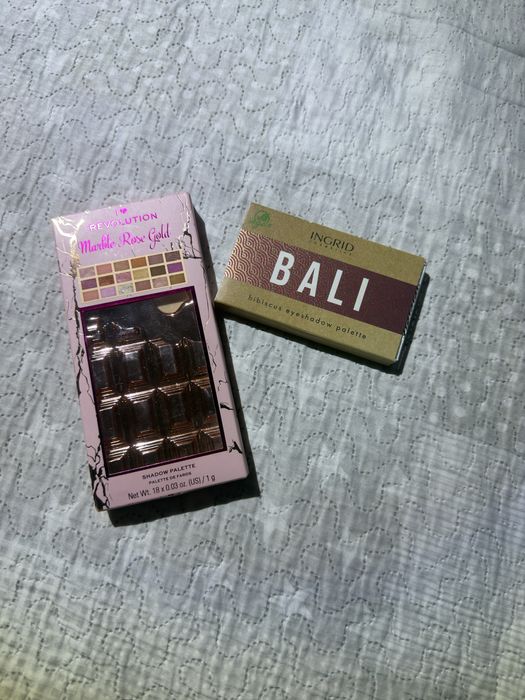 I ♥
REVOLUTION
Marble Rose Gold
SHADOW PALETTE
PALETTE DE FARDS
Net Wt. 18 x 0.03 oz. (US) / 1 g
INGRID
COSMETICS
BALI
hibiscus eyeshadow palette